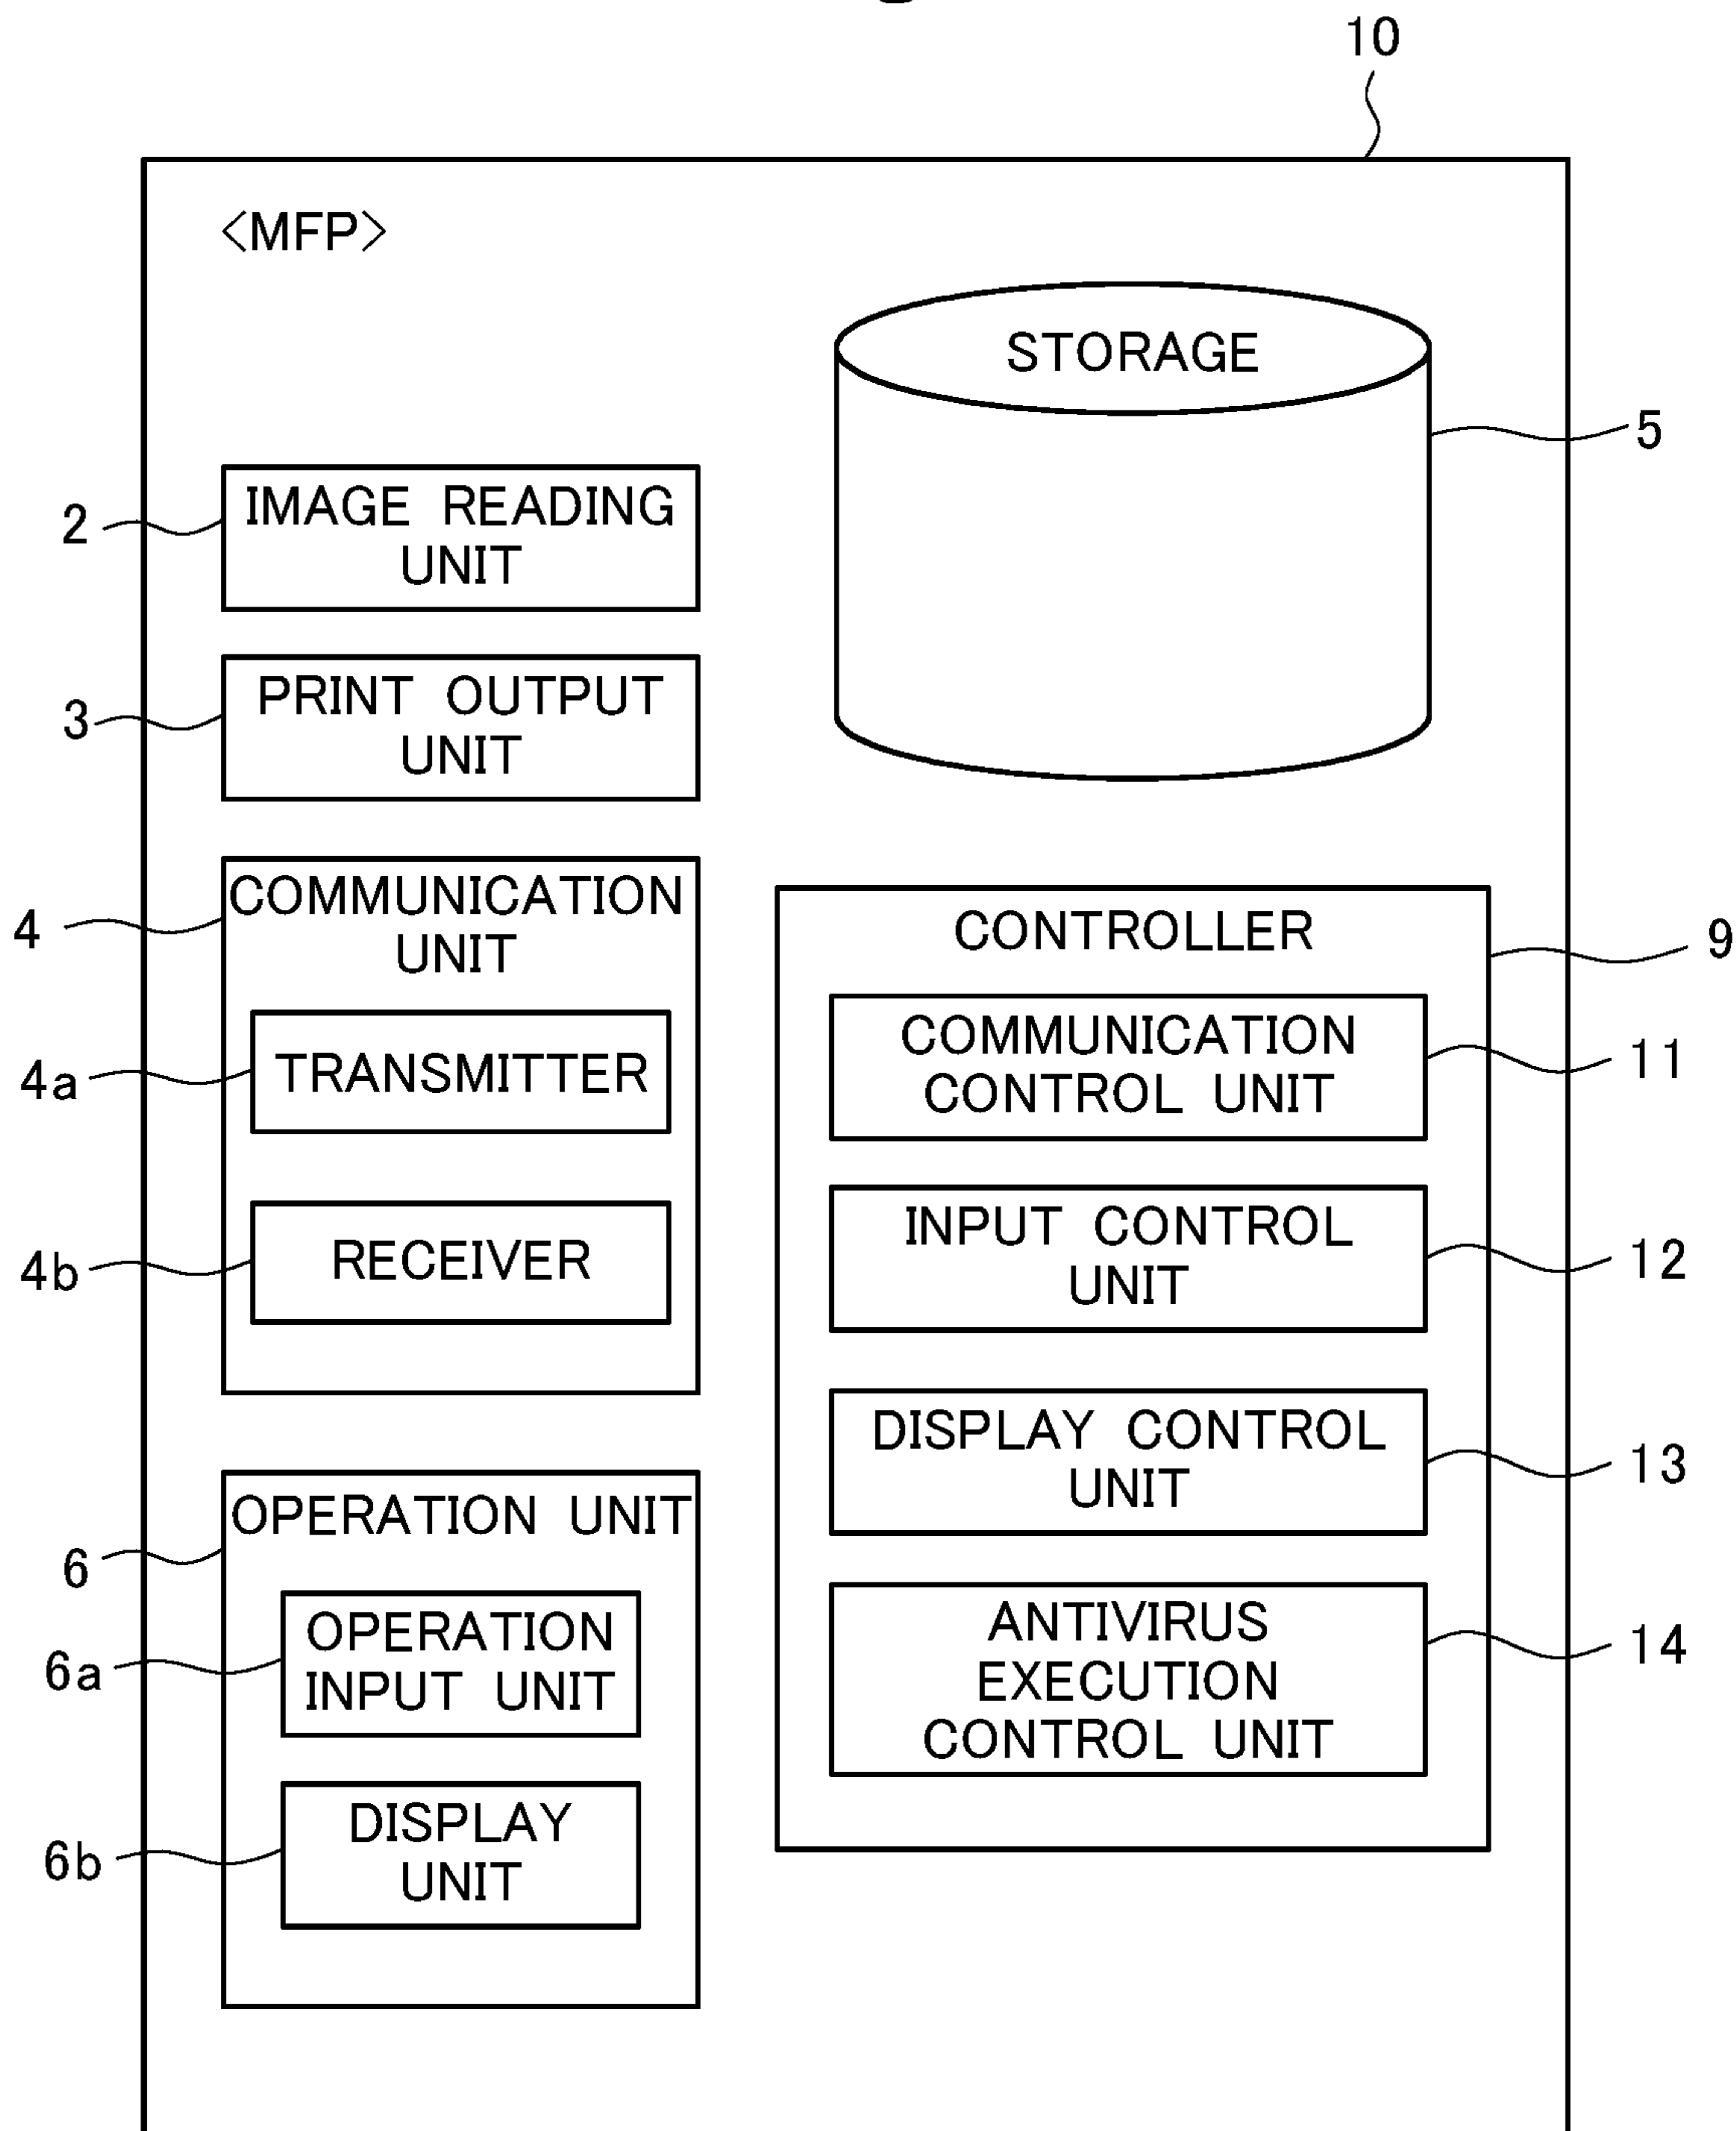 10
<MFP>
STORAGE
5
2
IMAGE READING
UNIT
3
PRINT OUTPUT
UNIT
4
COMMUNICATION
UNIT
4a
TRANSMITTER
4b
RECEIVER
6
OPERATION UNIT
6a
OPERATION
INPUT UNIT
6b
DISPLAY
UNIT
CONTROLLER
9
COMMUNICATION
CONTROL UNIT
11
INPUT CONTROL
UNIT
12
DISPLAY CONTROL
UNIT
13
ANTIVIRUS
EXECUTION
CONTROL UNIT
14